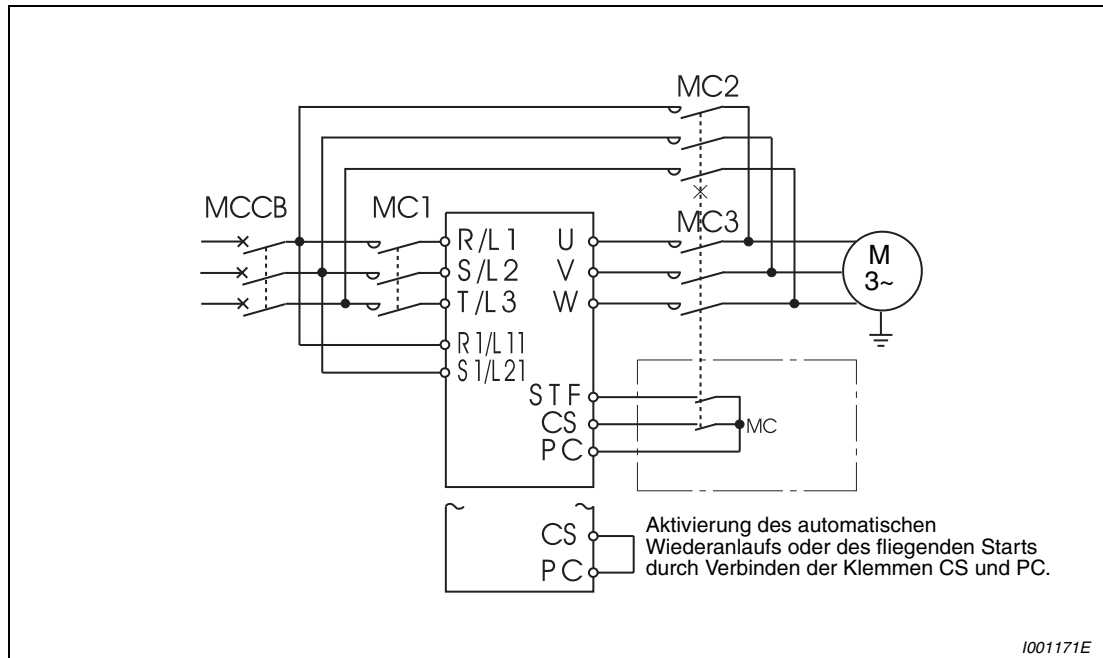 MC2
MCCB
MC1
MC3
R/L1
U
S/L2
V
T/L3
W
M
3~
R1/L11
S1/L21
STF
CS
MC
PC
CS
PC
Aktivierung des automatischen
Wiederanlaufs oder des fliegenden Starts
durch Verbinden der Klemmen CS und PC.
I001171E